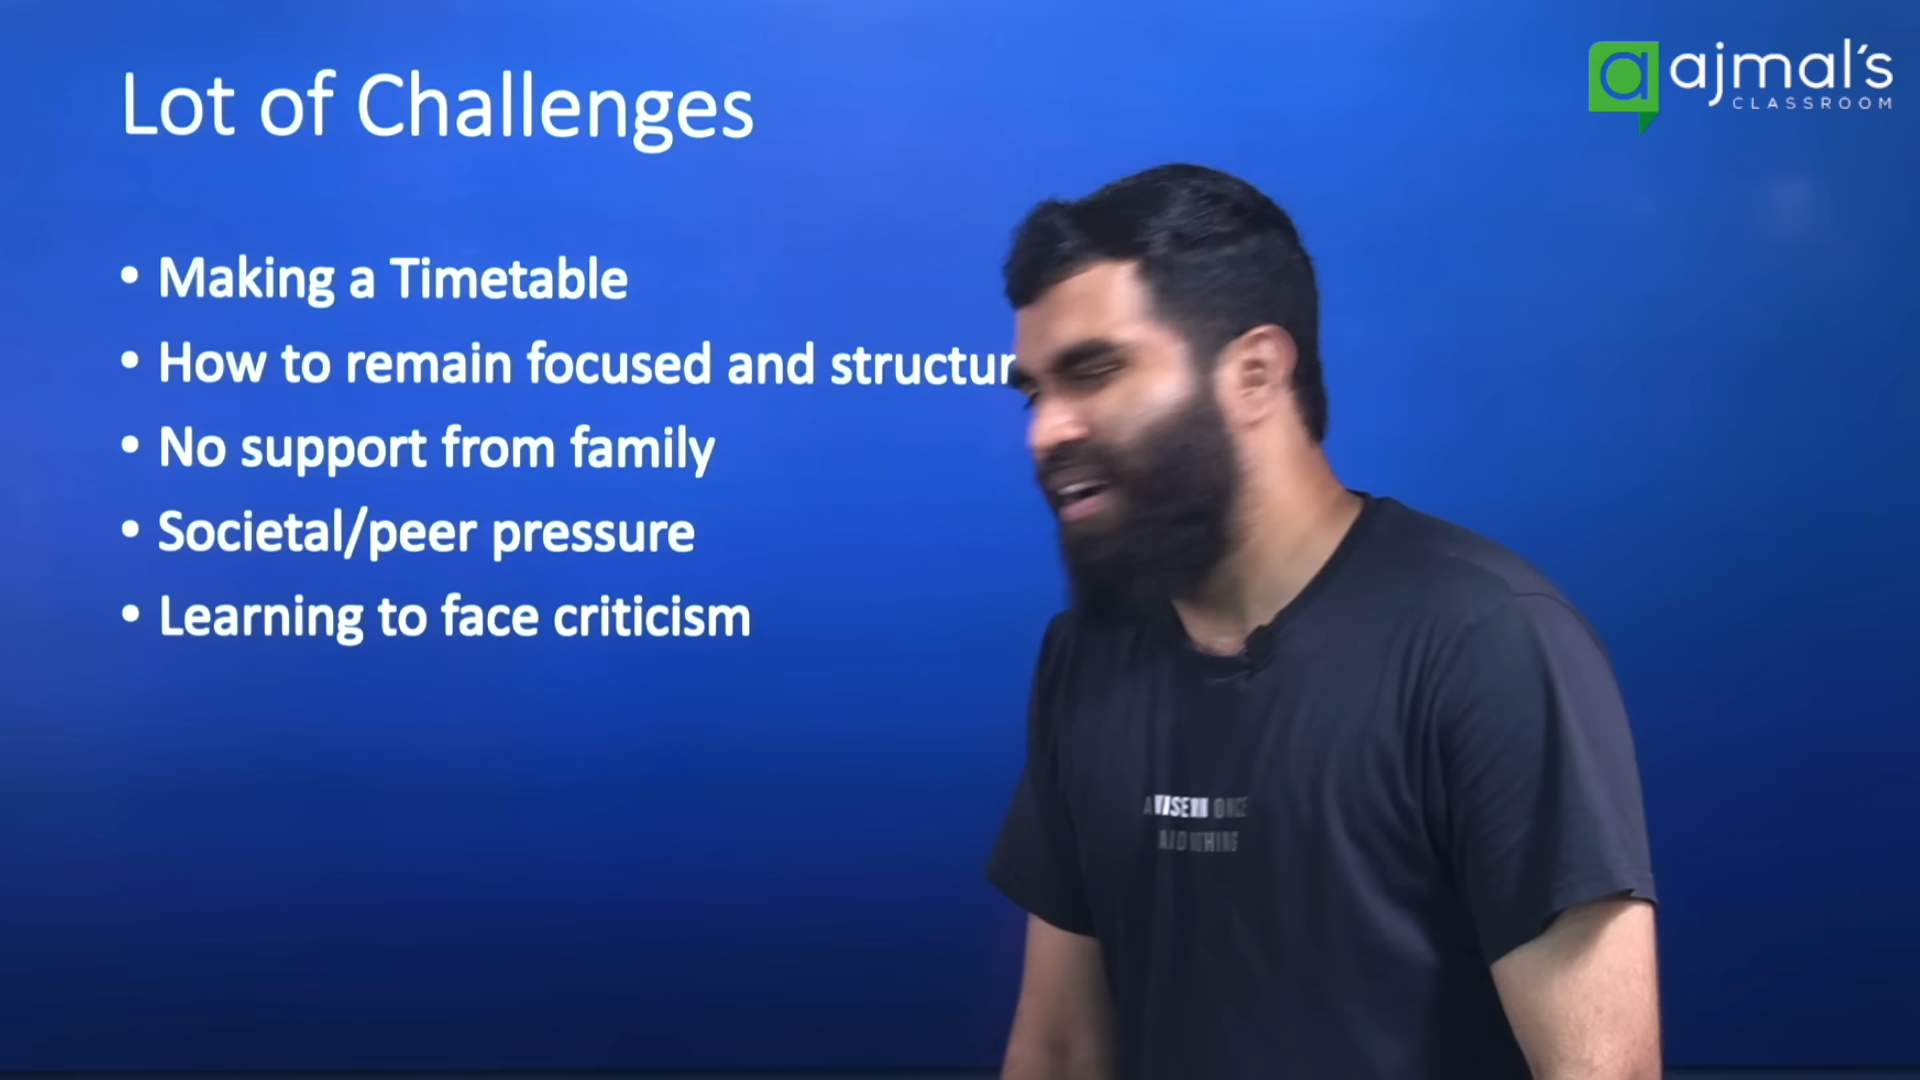 Lot of Challenges
ajmal's
CLASSROOM
• Making a Timetable
• How to remain focused and structur
• No support from family
• Societal/peer pressure
• Learning to face criticism